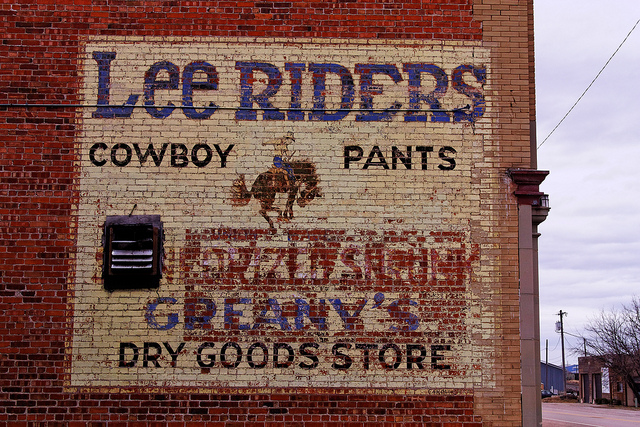 Lee RIDERS
COWBOY PANTS
GREANY'S
DRY GOODS STORE